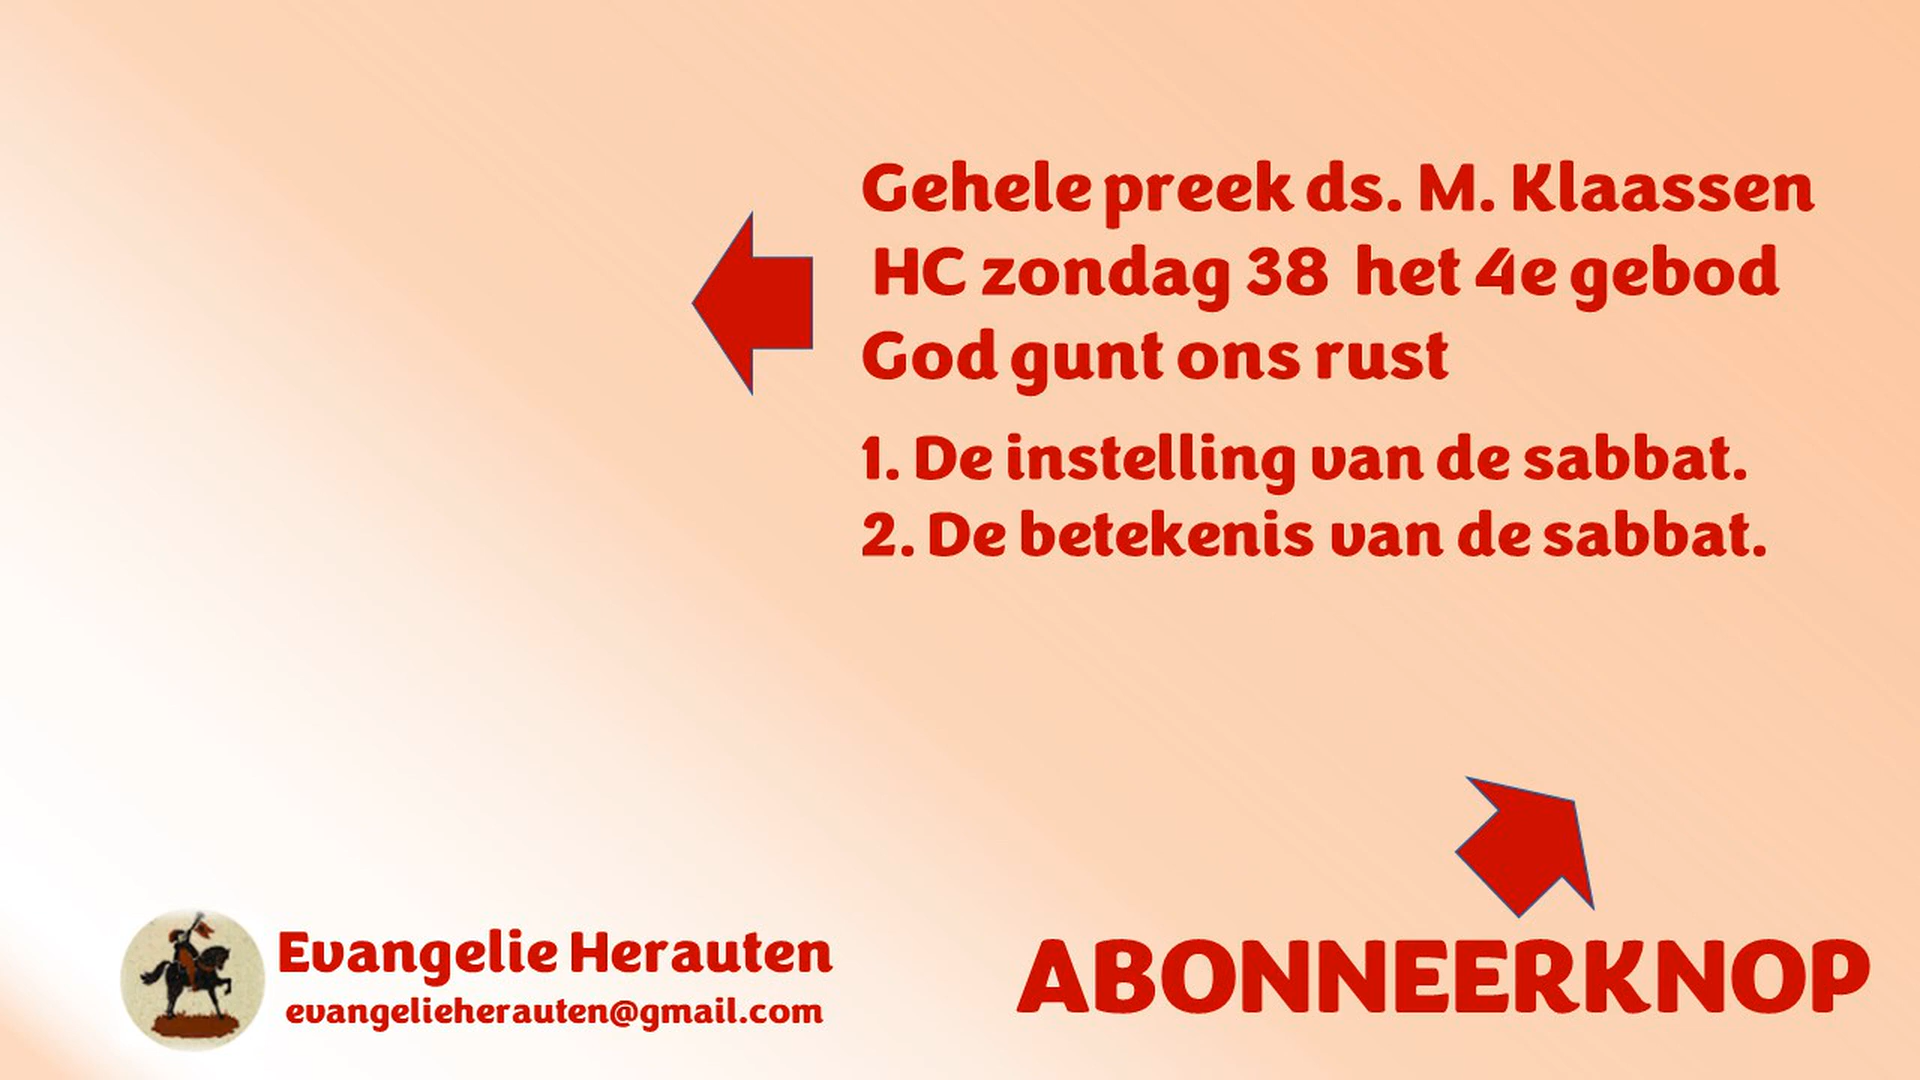 Gehele preek ds. M. Klaassen
HC zondag 38 het 4e gebod
God gunt ons rust
1. De instelling van de sabbat.
2. De betekenis van de sabbat.
Evangelie Herauten
evangelieherauten@gmail.com
ABONNEERKNOP